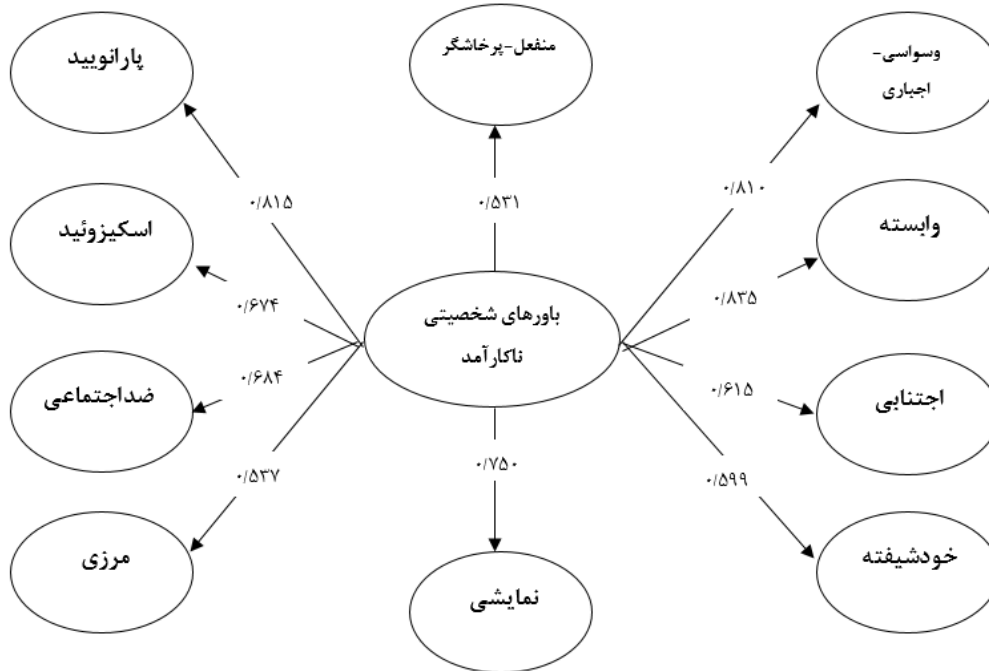 وسواسی-
اجباری
منفعل-پرخاشگر
پارانویید
۰/۸۱۰
۰/۵۳۱
۰/۸۱۵
وابسته
اسکیزوئید
۰/۸۳۵
۰/۶۷۴
باورهای شخصیتی
ناکارآمد
۰/۶۱۵
۰/۶۸۴
اجتنابی
ضداجتماعی
۰/۵۹۹
۰/۷۵۰
۰/۵۳۷
خودشیفته
نمایشی
مرزی